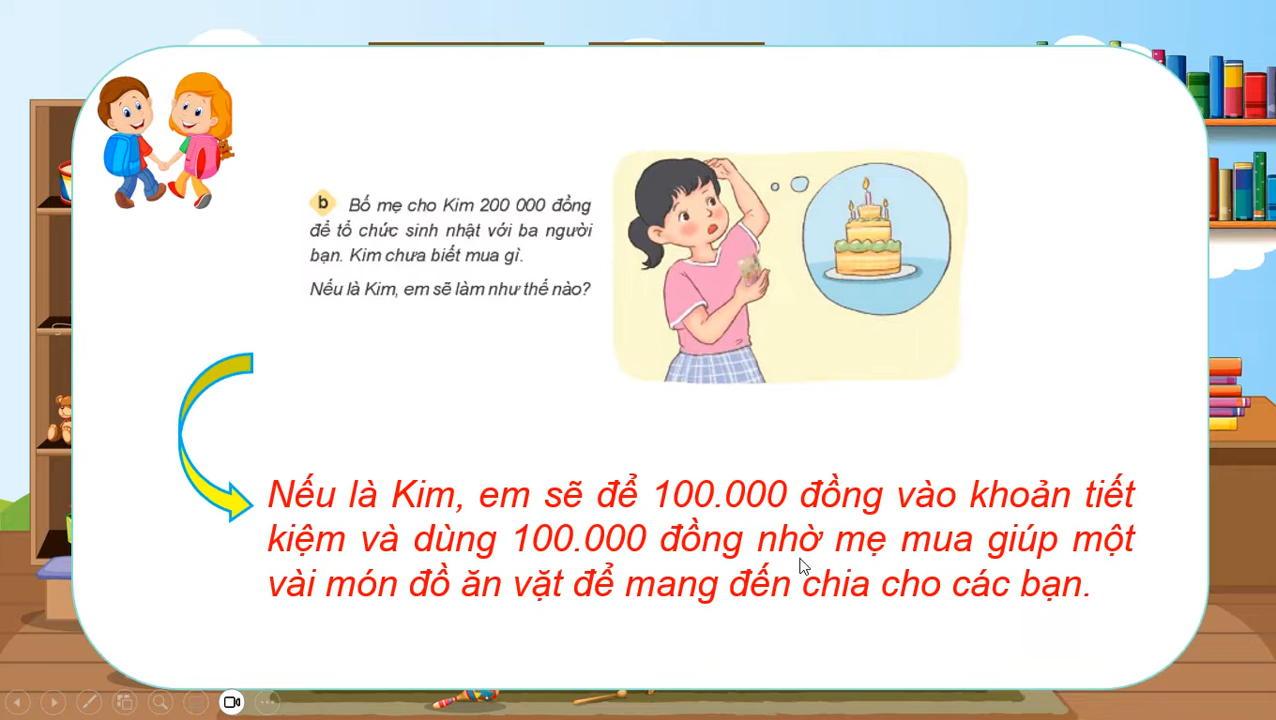 b Bố mẹ cho Kim 200 000 đồng
để tổ chức sinh nhật với ba người
bạn. Kim chưa biết mua gì.
Nếu là Kim, em sẽ làm như thế nào?
Nếu là Kim, em sẽ để 100.000 đồng vào khoản tiết
kiệm và dùng 100.000 đồng nhờ mẹ mua giúp một
vài món đồ ăn vặt để mang đến chia cho các bạn.